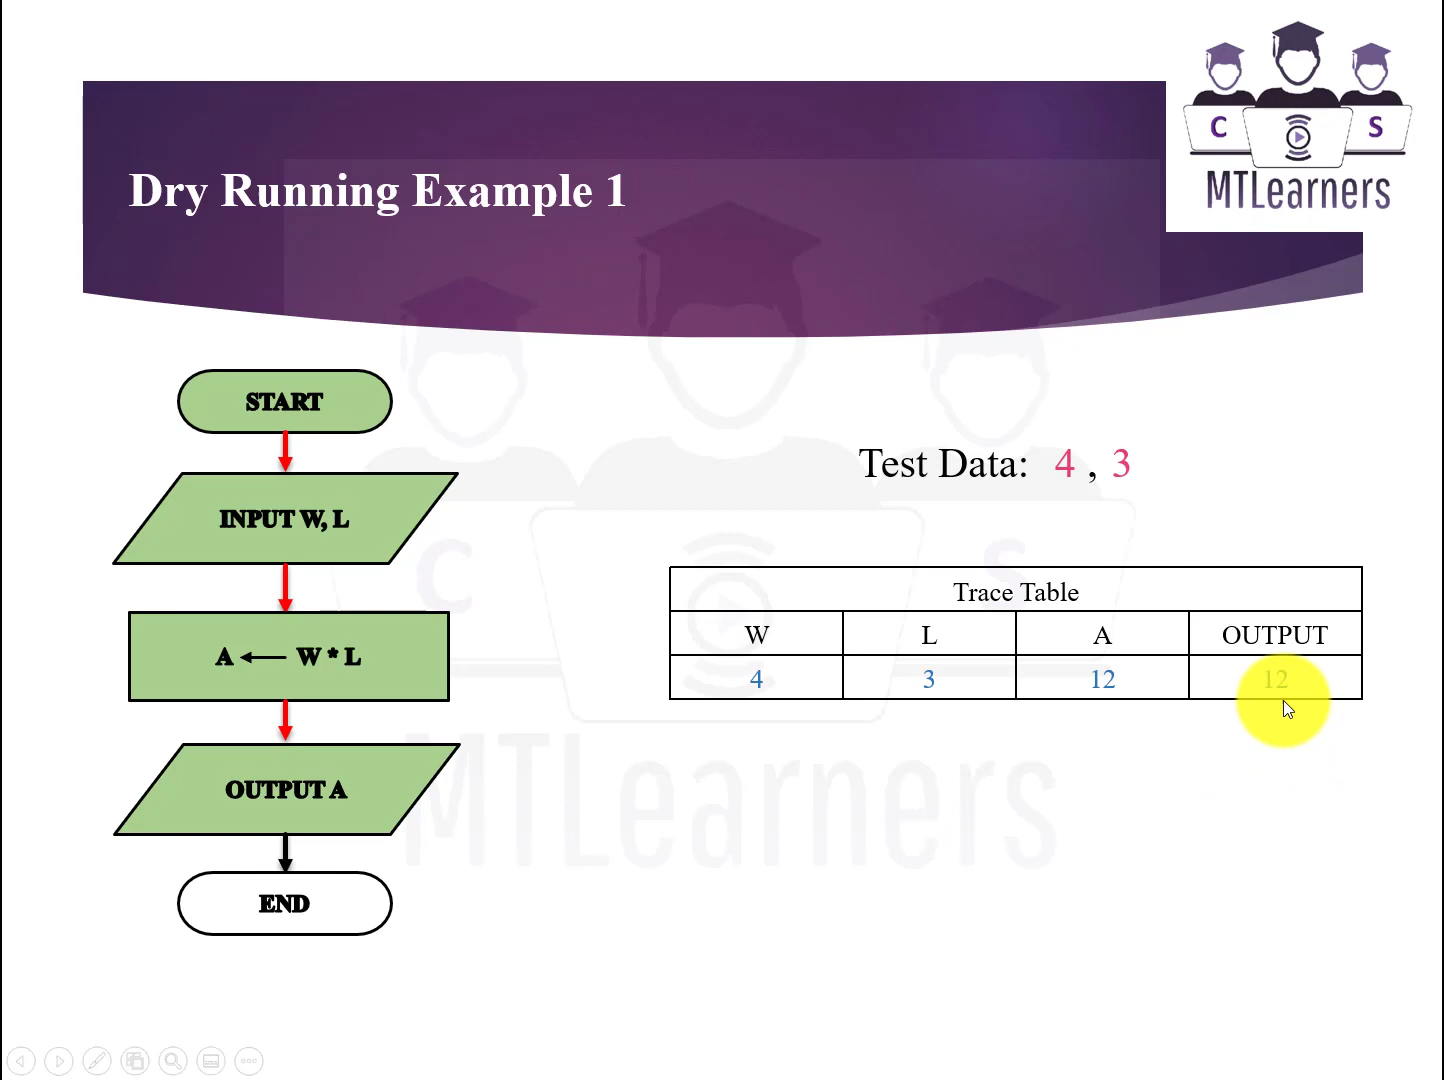 C S
MTLearners
Dry Running Example 1
START
INPUT W, L
A ← W * L
OUTPUT A
END
Test Data: 4 , 3
Trace Table
W L A OUTPUT
4 3 12 12
C S
MTLearners